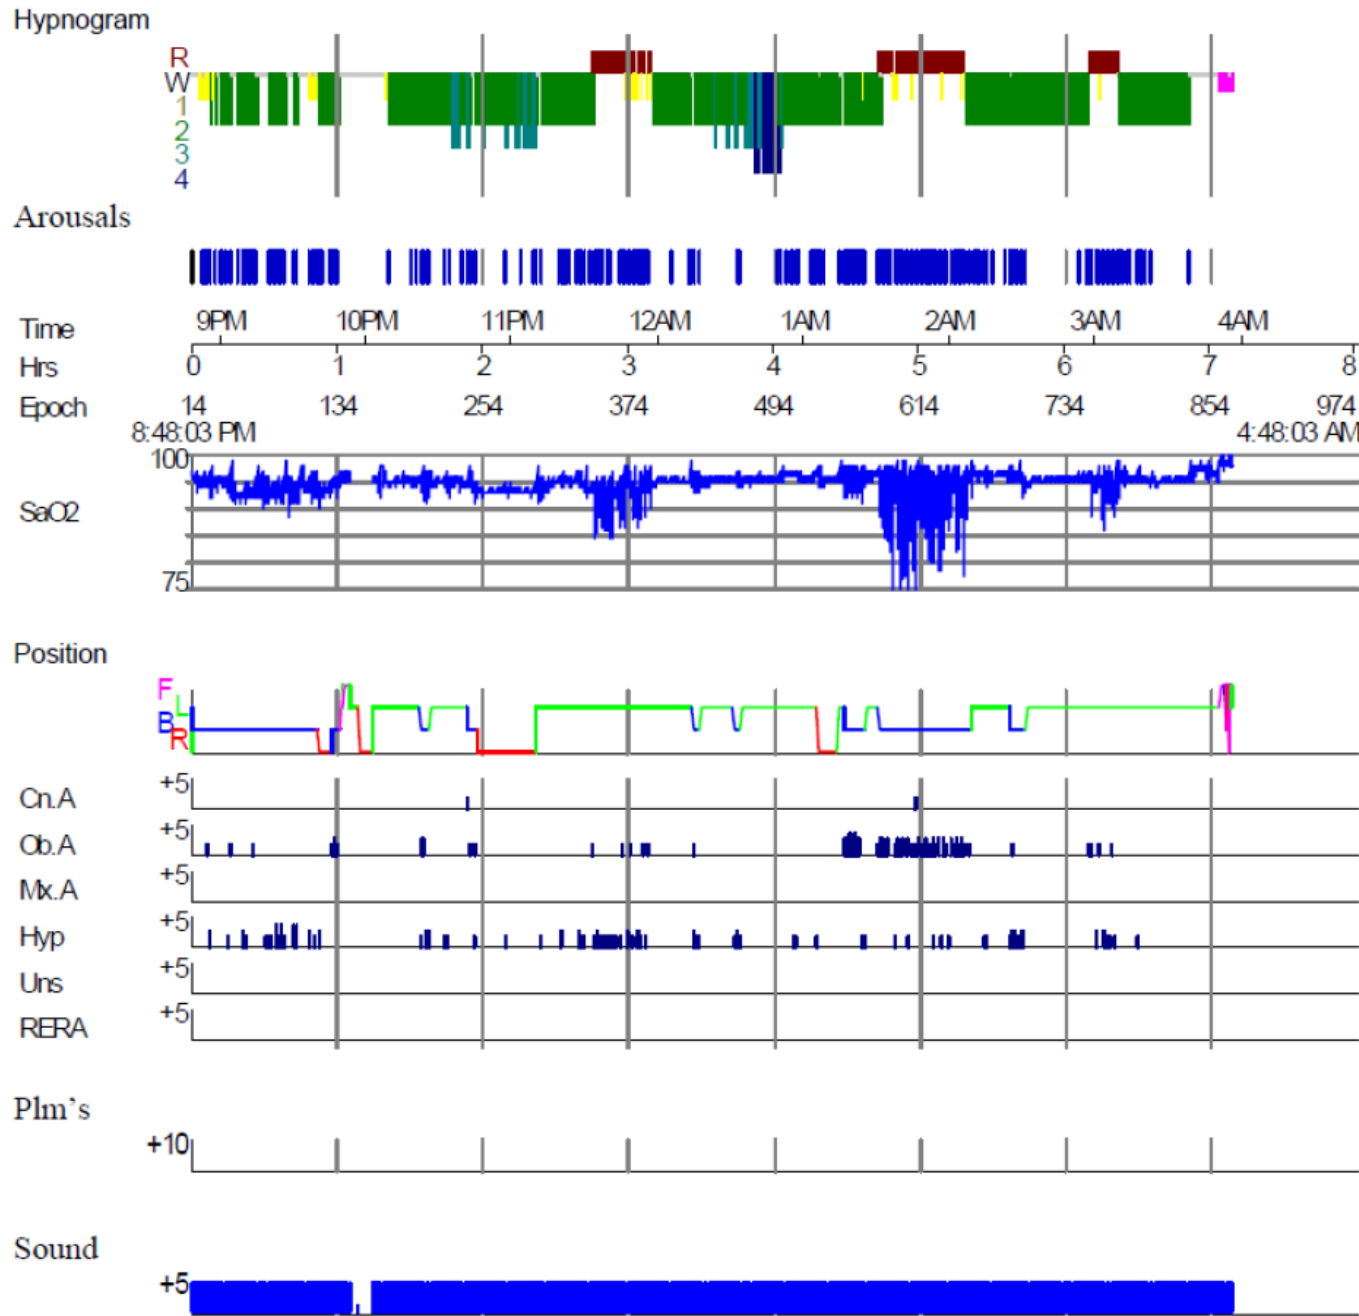 Hypnogram
R
W
1
2
3
4
Arousals
Time 9PM 10PM 11PM 12AM 1AM 2AM 3AM 4AM
Hrs 0 1 2 3 4 5 6 7 8
Epoch 14 134 254 374 494 614 734 854 974
8:48:03 PM 4:48:03 AM
100
SaO2
75
Position
F
L
B
R
+5
Cn.A
+5
Ob.A
+5
Mx.A
+5
Hyp
+5
Uns
+5
RERA
Plm's
+10
Sound
+5